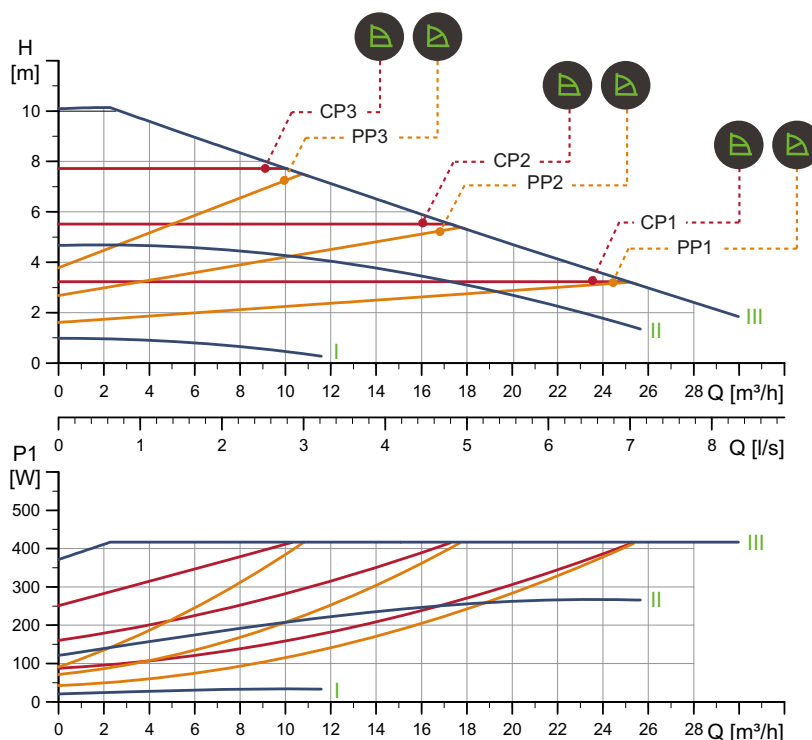 H
[m]
10
8
6
4
2
0
CP3
PP3
CP2
PP2
CP1
PP1
I
II
III
0 2 4 6 8 10 12 14 16 18 20 22 24 26 28 Q [m³/h]
0 1 2 3 4 5 6 7 8 Q [l/s]
P1
[W]
500
400
300
200
100
0
III
II
I
0 2 4 6 8 10 12 14 16 18 20 22 24 26 28 Q [m³/h]